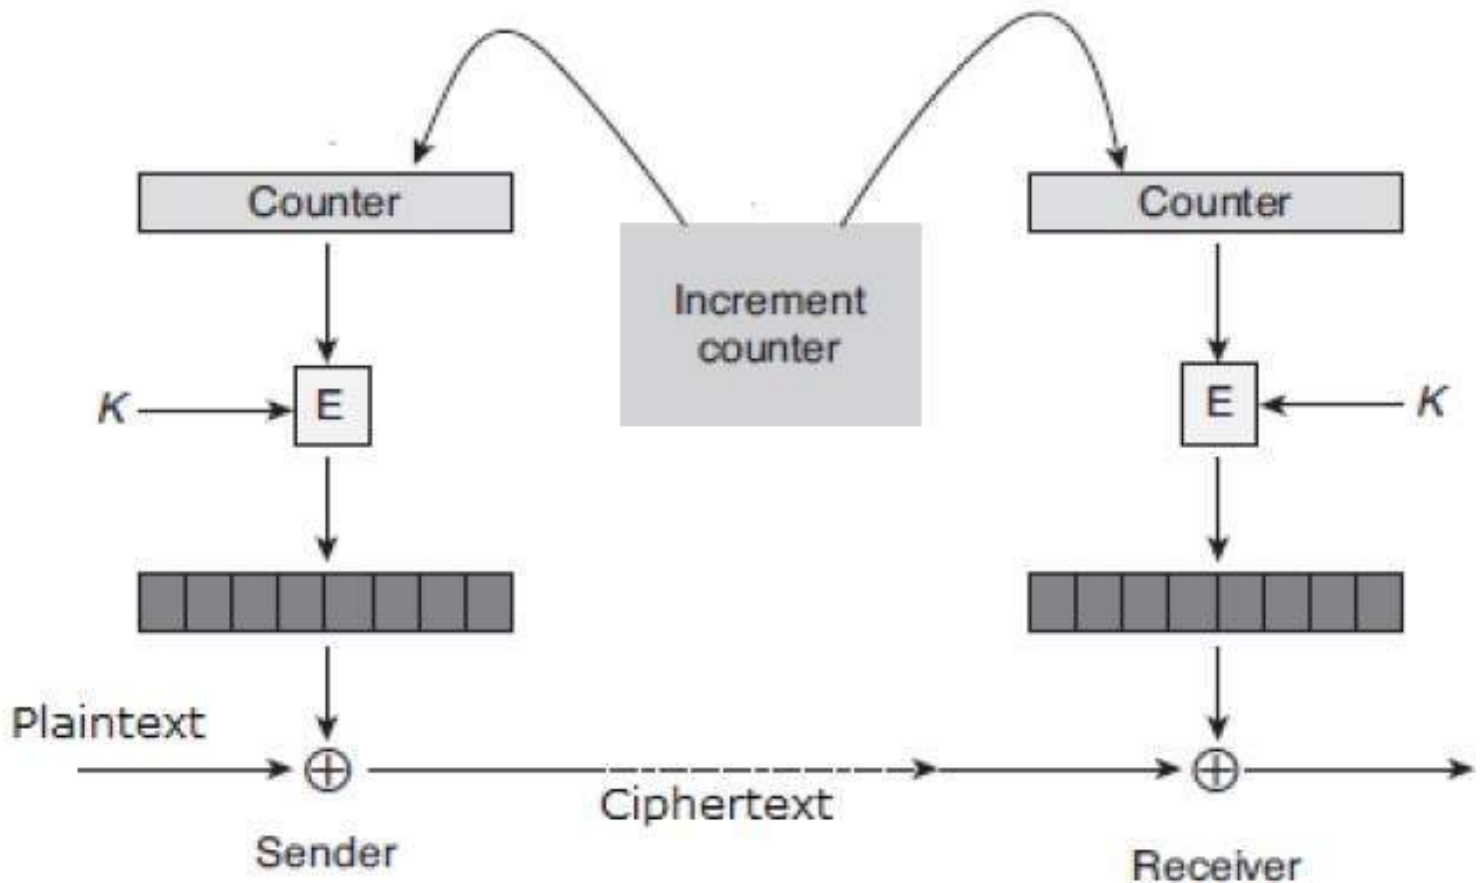 Counter
Counter
Increment
counter
K
E
E
K
Plaintext
Ciphertext
Sender
Receiver